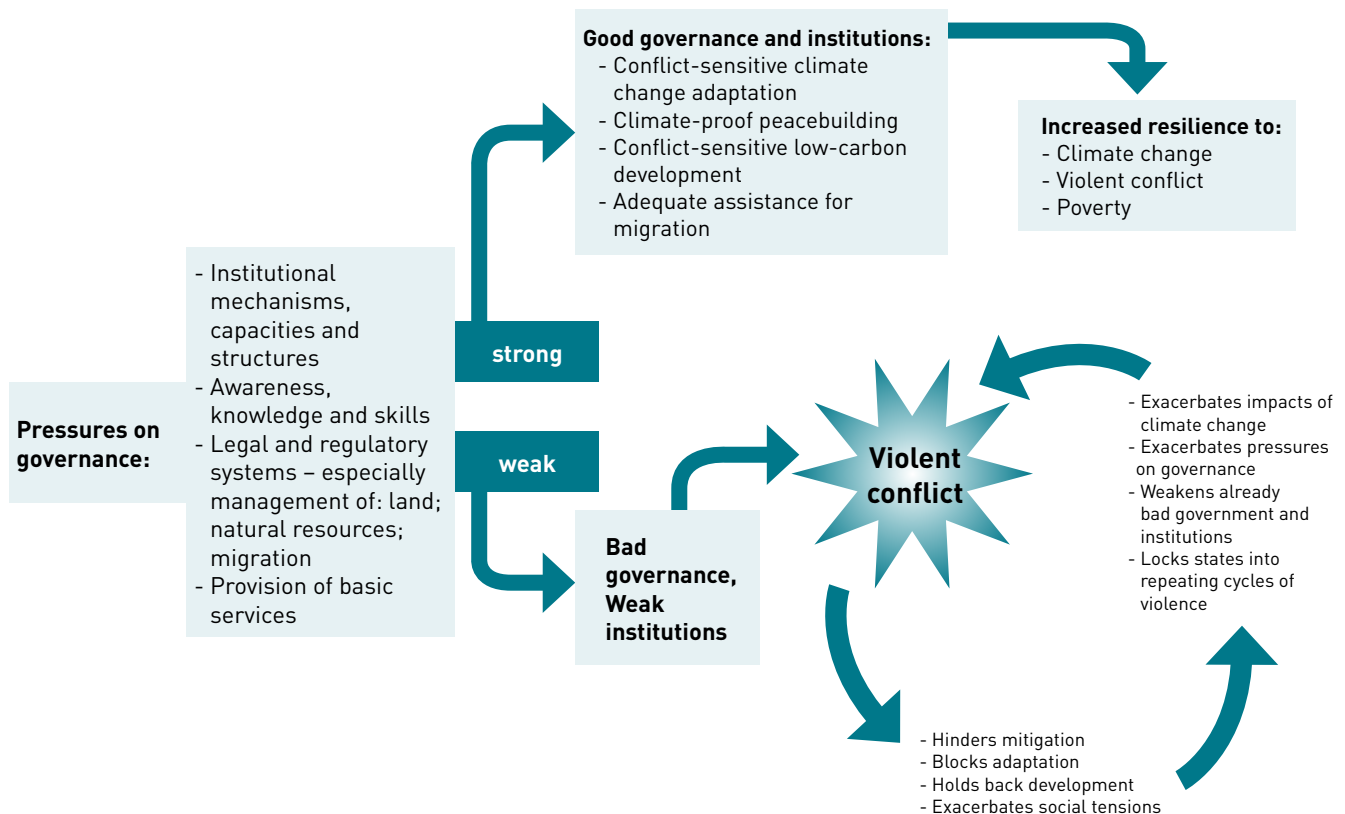 Pressures on
governance:
- Institutional
mechanisms,
capacities and
structures
- Awareness,
knowledge and skills
- Legal and regulatory
systems – especially
management of: land;
natural resources;
migration
- Provision of basic
services
strong
weak
Good governance and institutions:
- Conflict-sensitive climate
change adaptation
- Climate-proof peacebuilding
- Conflict-sensitive low-carbon
development
- Adequate assistance for
migration
Increased resilience to:
- Climate change
- Violent conflict
- Poverty
Bad
governance,
Weak
institutions
Violent
conflict
- Hinders mitigation
- Blocks adaptation
- Holds back development
- Exacerbates social tensions
- Exacerbates impacts of
climate change
- Exacerbates pressures
on governance
- Weakens already
bad government and
institutions
- Locks states into
repeating cycles of
violence